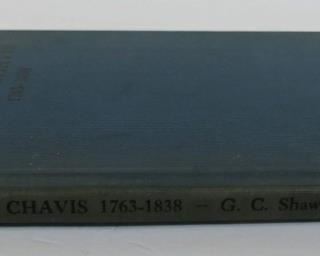 CHAVIS 1763-1838 — G. C. Shaw